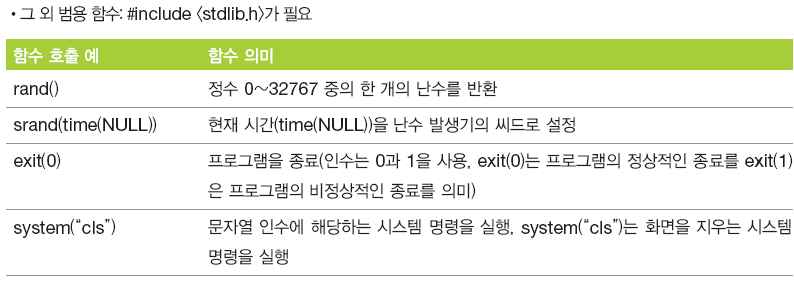 • 그 외 범용 함수: #include 〈stdlib.h〉가 필요
함수 호출 예 함수 의미
rand() 정수 0~32767 중의 한 개의 난수를 반환
srand(time(NULL)) 현재 시간(time(NULL))을 난수 발생기의 씨드로 설정
exit(0) 프로그램을 종료(인수는 0과 1을 사용, exit(0)는 프로그램의 정상적인 종료를 exit(1)
은 프로그램의 비정상적인 종료를 의미)
system(“cls”) 문자열 인수에 해당하는 시스템 명령을 실행, system(“cls”)는 화면을 지우는 시스템
명령을 실행